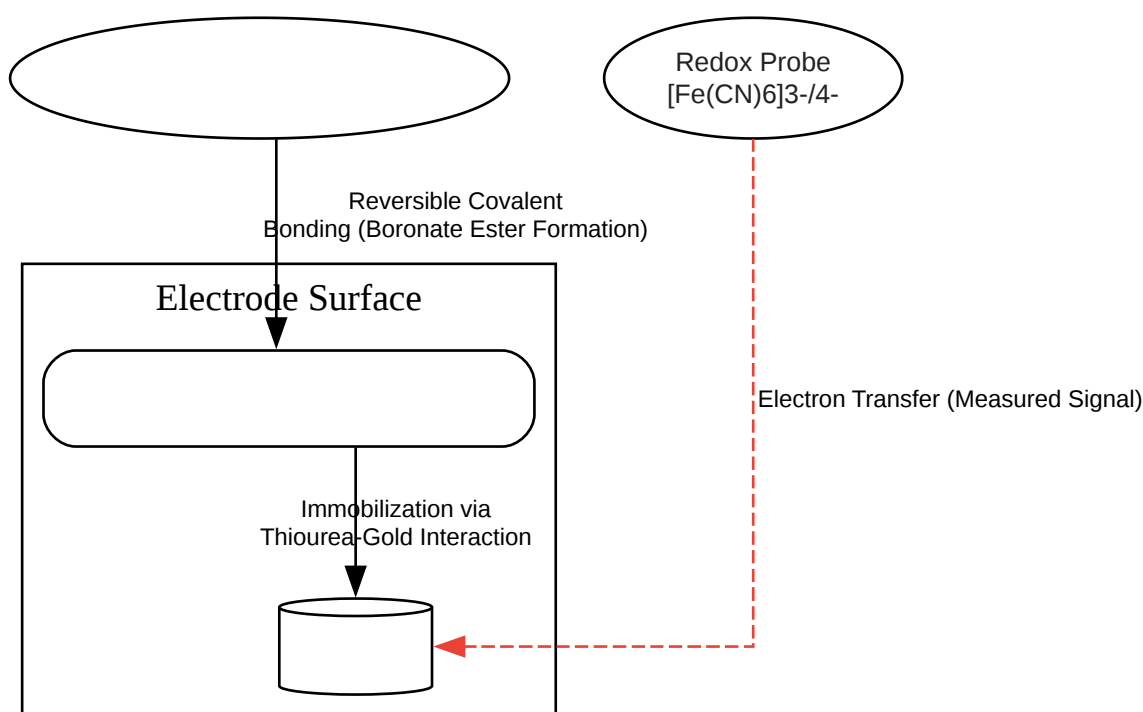 Redox Probe
[Fe(CN)6]3-/4-
Reversible Covalent
Bonding (Boronate Ester Formation)
Electrode Surface
Electron Transfer (Measured Signal)
Immobilization via
Thiourea-Gold Interaction